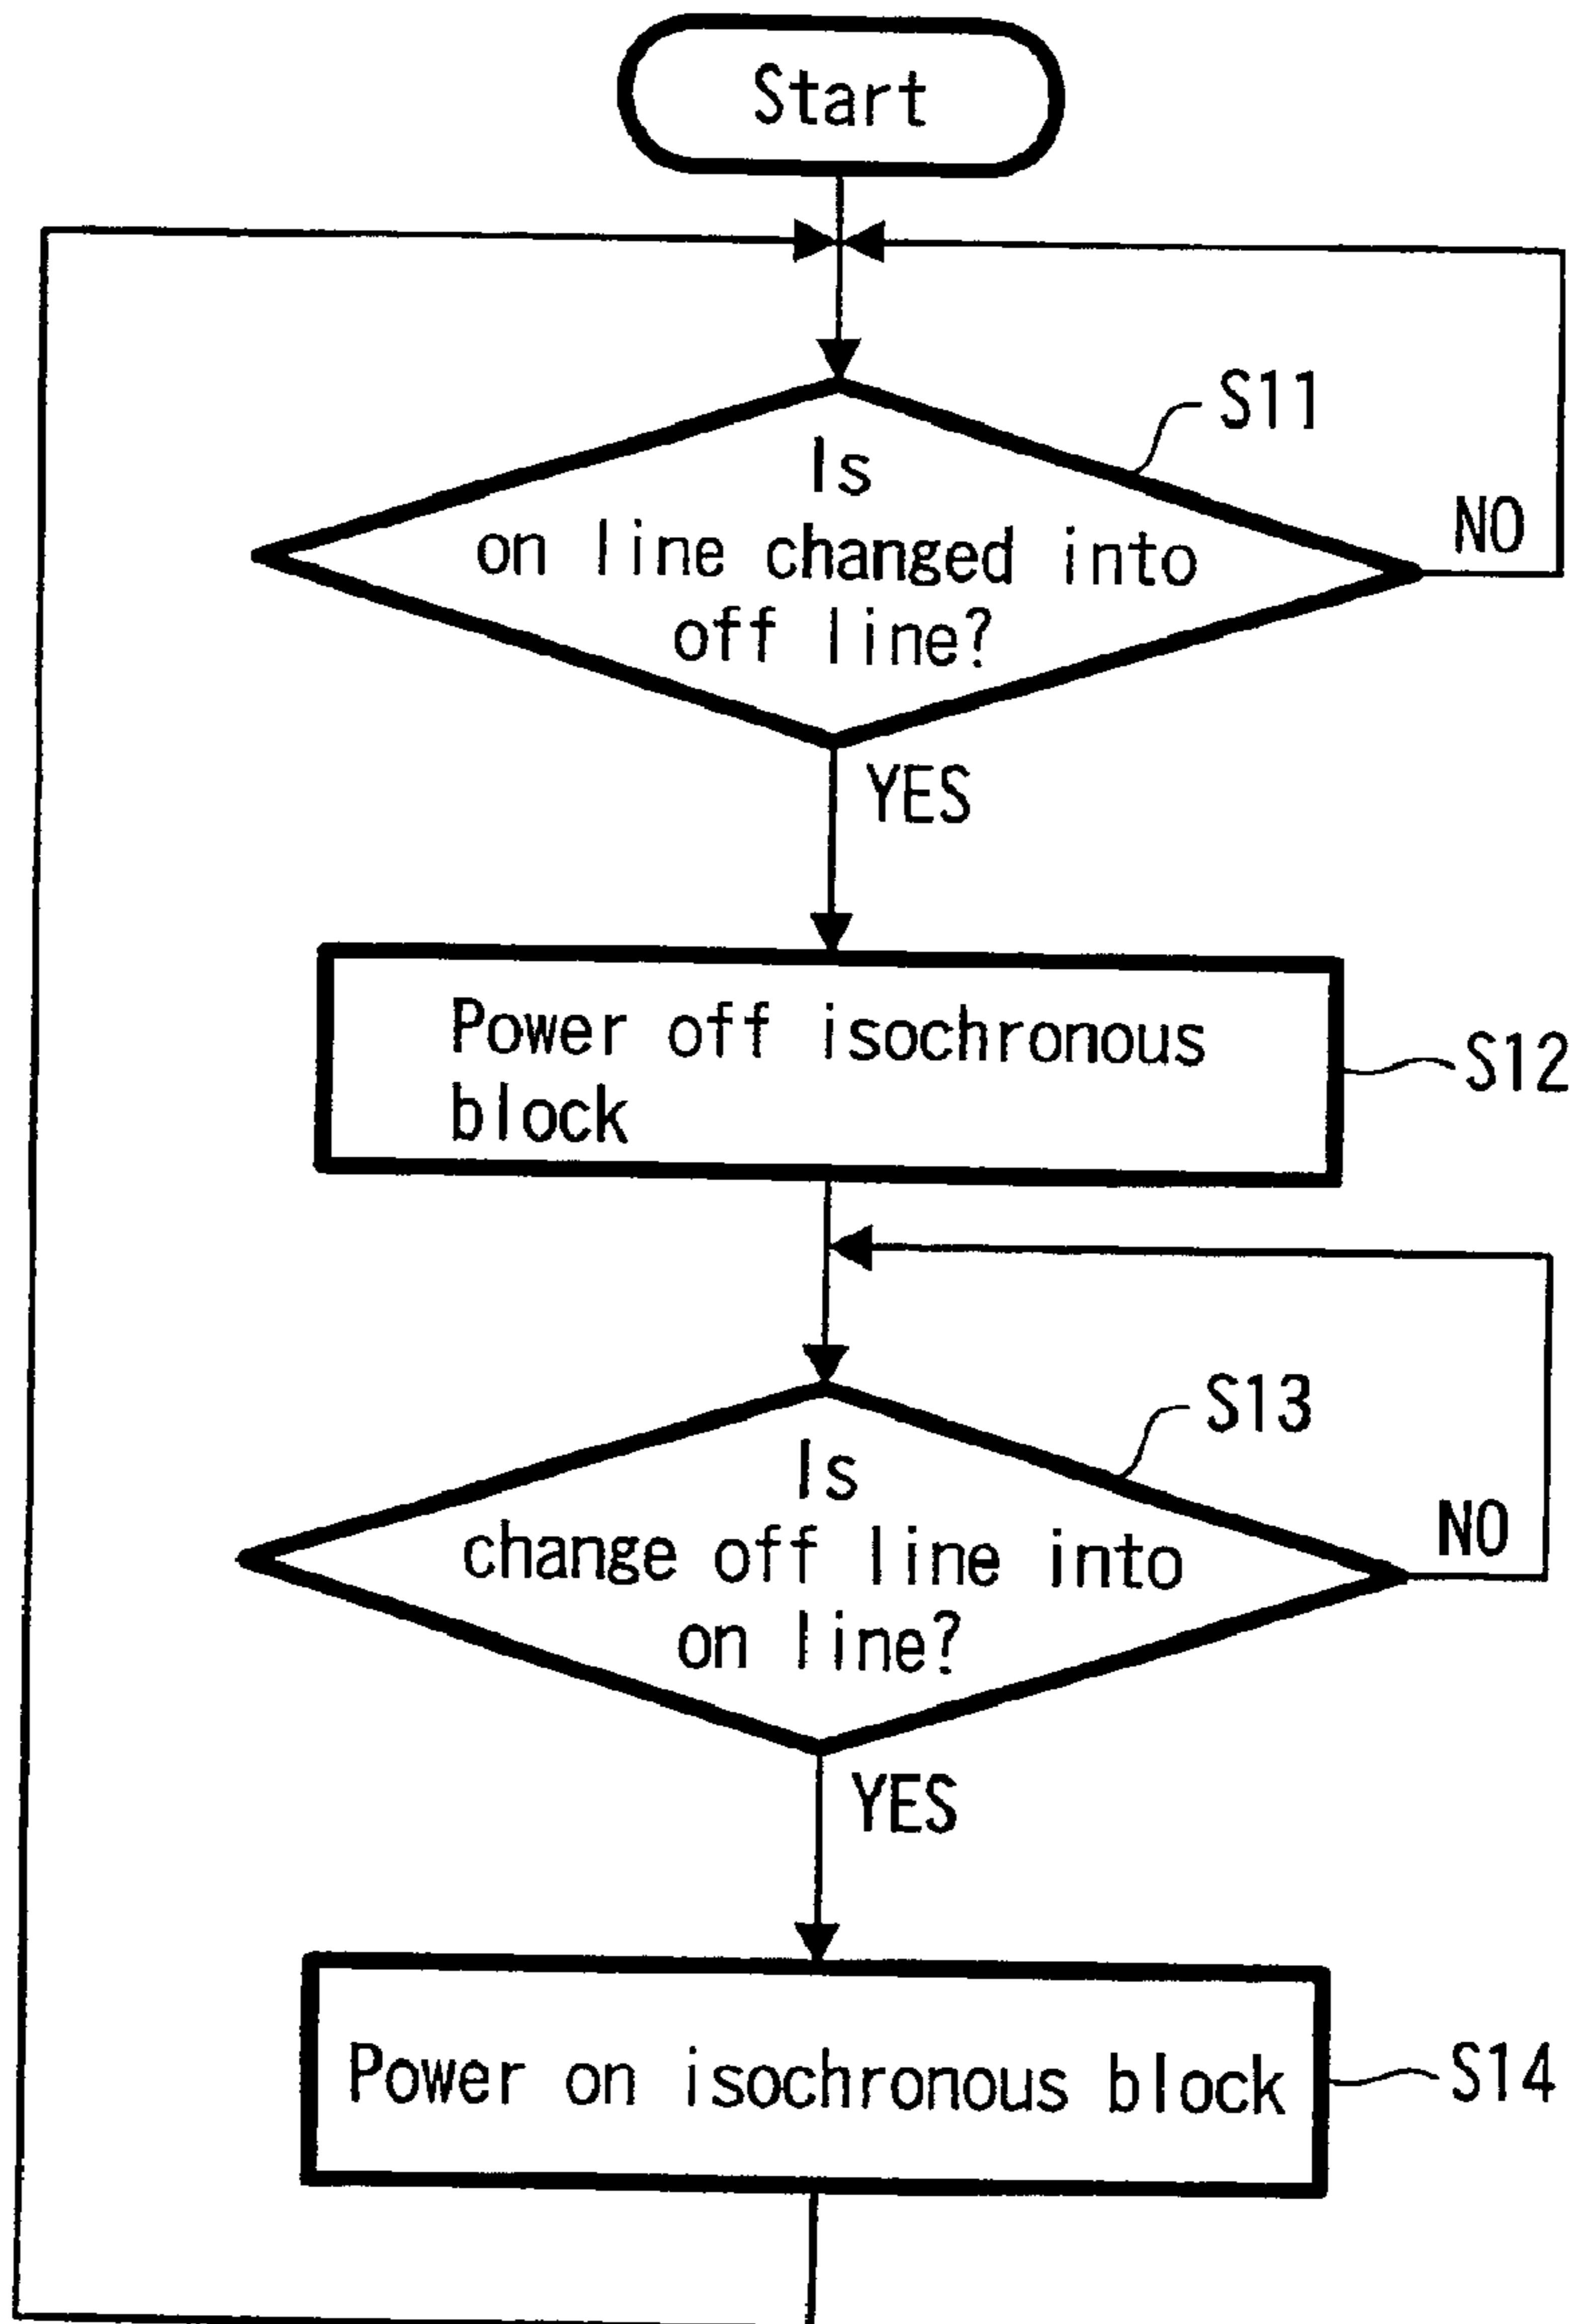 Start
S11
Is
on line changed into
off line?
NO
YES
Power off isochronous
block
S12
S13
Is
change off line into
on line?
NO
YES
Power on isochronous block
S14